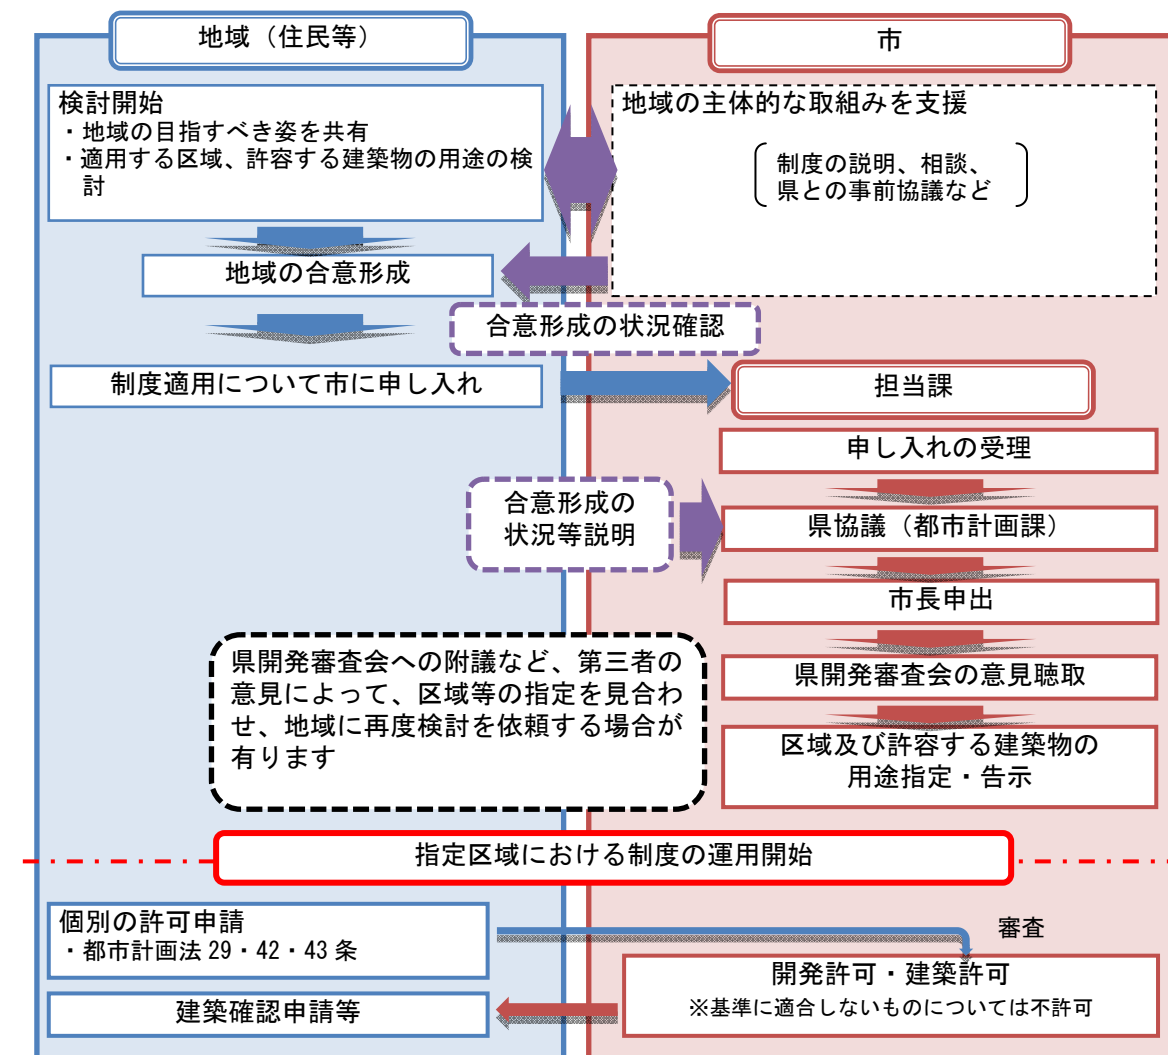 地域（住民等）
市
検討開始
・地域の目指すべき姿を共有
・適用する区域、許容する建築物の用途の検
討
地域の主体的な取組みを支援
制度の説明、相談、
県との事前協議など
地域の合意形成
合意形成の状況確認
制度適用について市に申し入れ
担当課
申し入れの受理
合意形成の
状況等説明
県協議（都市計画課）
市長申出
県開発審査会の意見聴取
県開発審査会への附議など、第三者の
意見によって、区域等の指定を見合わ
せ、地域に再度検討を依頼する場合が
有ります
区域及び許容する建築物の
用途指定・告示
指定区域における制度の運用開始
個別の許可申請
・都市計画法 29・42・43 条
審査
開発許可・建築許可
※基準に適合しないものについては不許可
建築確認申請等